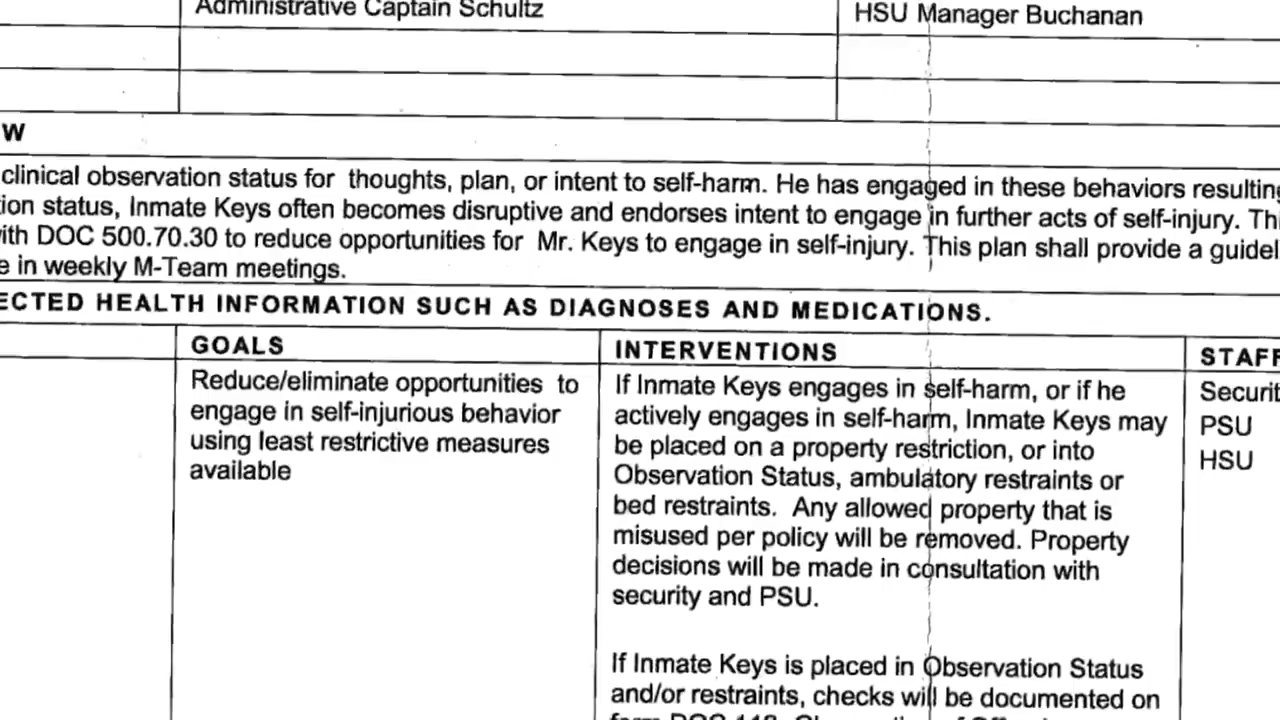 Administrative Captain Schultz
HSU Manager Buchanan
W
clinical observation status for thoughts, plan, or intent to self-harm. He has engaged in these behaviors resulting
ion status, Inmate Keys often becomes disruptive and endorses intent to engage in further acts of self-injury. Thi
ith DOC 500.70.30 to reduce opportunities for Mr. Keys to engage in self-injury. This plan shall provide a guidel
e in weekly M-Team meetings.
ECTED HEALTH INFORMATION SUCH AS DIAGNOSES AND MEDICATIONS.
GOALS
Reduce/eliminate opportunities to
engage in self-injurious behavior
using least restrictive measures
available
INTERVENTIONS
If Inmate Keys engages in self-harm, or if he
actively engages in self-harm, Inmate Keys may
be placed on a property restriction, or into
Observation Status, ambulatory restraints or
bed restraints. Any allowed property that is
misused per policy will be removed. Property
decisions will be made in consultation with
security and PSU.
If Inmate Keys is placed in Observation Status
and/or restraints, checks will be documented on
STAFF
Securit
PSU
HSU